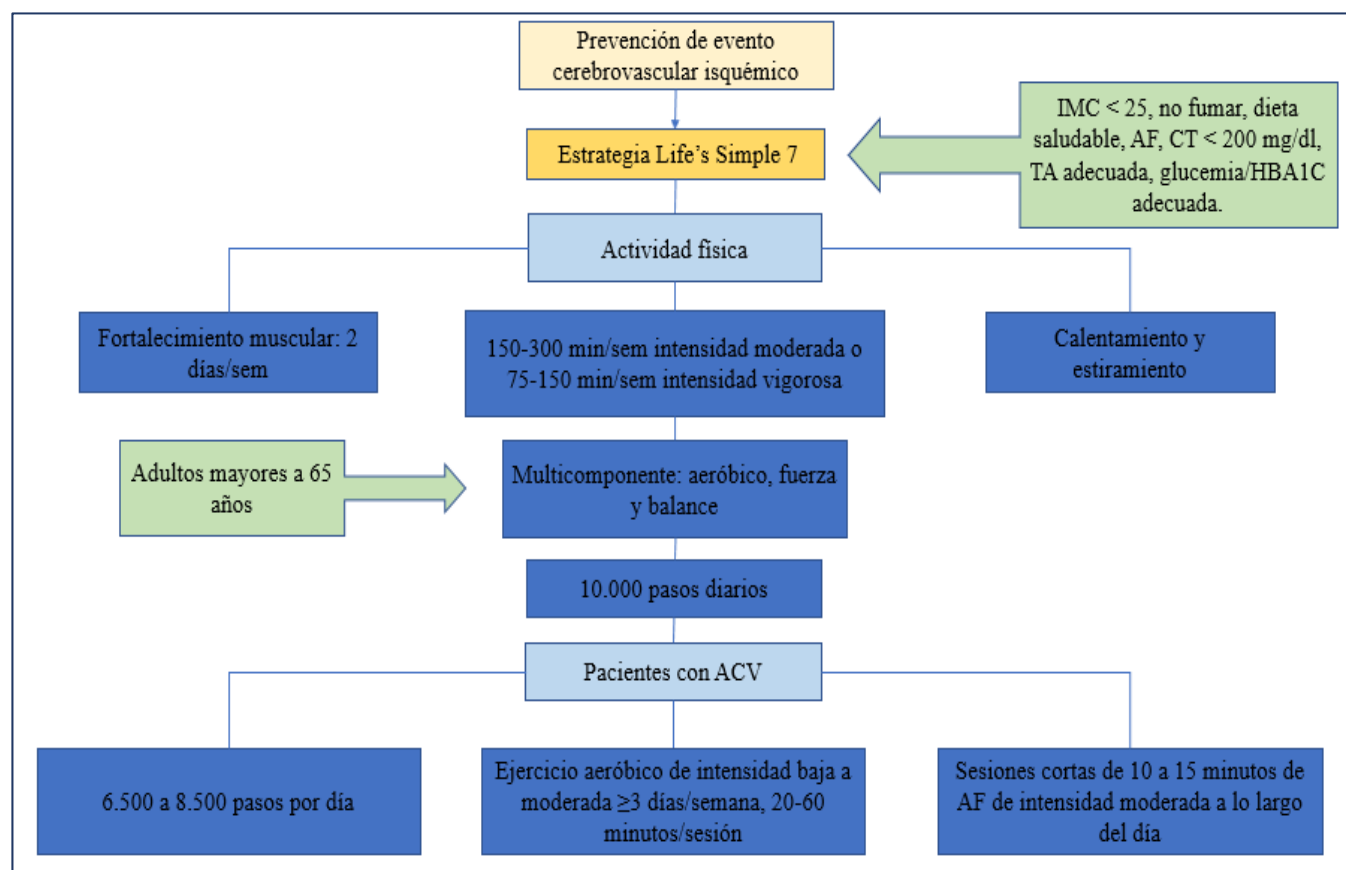 Prevención de evento
cerebrovascular isquémico
IMC < 25, no fumar, dieta
saludable, AF, CT < 200 mg/dl,
TA adecuada, glucemia/HBA1C
adecuada.
Estrategia Life’s Simple 7
Actividad física
Fortalecimiento muscular: 2
días/sem
150-300 min/sem intensidad moderada o
75-150 min/sem intensidad vigorosa
Calentamiento y
estiramiento
Adultos mayores a 65
años
Multicomponente: aeróbico, fuerza
y balance
10.000 pasos diarios
Pacientes con ACV
6.500 a 8.500 pasos por día
Ejercicio aeróbico de intensidad baja a
moderada ≥3 días/semana, 20-60
minutos/sesión
Sesiones cortas de 10 a 15 minutos de
AF de intensidad moderada a lo largo
del día